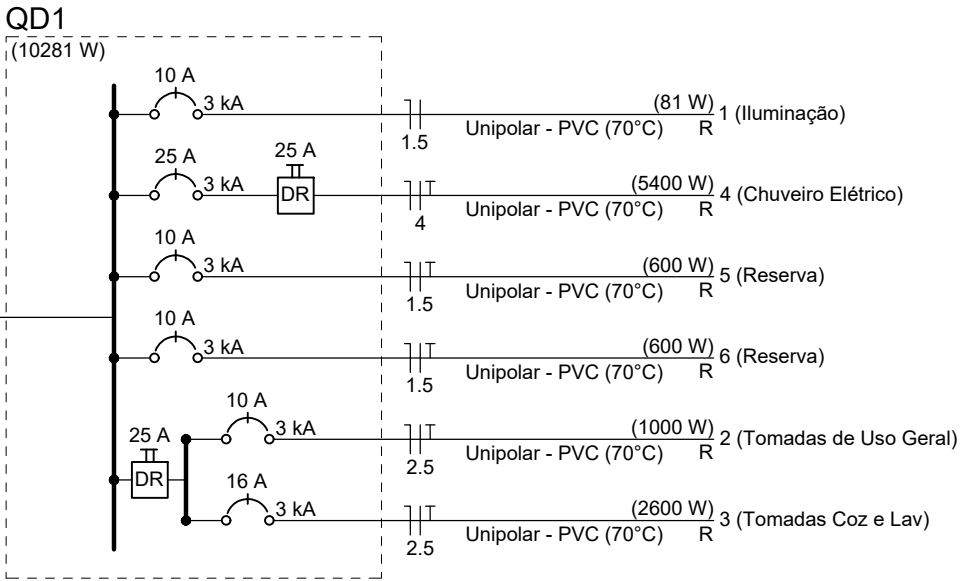 QD1
(10281 W)
10 A
3 kA
1.5
Unipolar - PVC (70°C)
(81 W)
R
1 (Iluminação)
25 A
3 kA
25 A
DR
4
Unipolar - PVC (70°C)
(5400 W)
R
4 (Chuveiro Elétrico)
10 A
3 kA
1.5
Unipolar - PVC (70°C)
(600 W)
R
5 (Reserva)
10 A
3 kA
1.5
Unipolar - PVC (70°C)
(600 W)
R
6 (Reserva)
25 A
DR
10 A
3 kA
2.5
Unipolar - PVC (70°C)
(1000 W)
R
2 (Tomadas de Uso Geral)
16 A
3 kA
2.5
Unipolar - PVC (70°C)
(2600 W)
R
3 (Tomadas Coz e Lav)